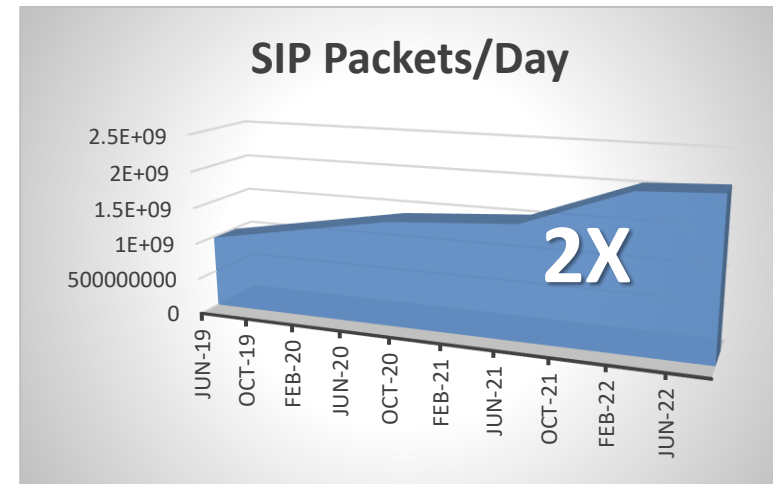 SIP Packets/Day
2.5E+09
2E+09
1.5E+09
1E+09
500000000
0
2X
JUN-19
OCT-19
FEB-20
JUN-20
OCT-20
FEB-21
JUN-21
OCT-21
FEB-22
JUN-22